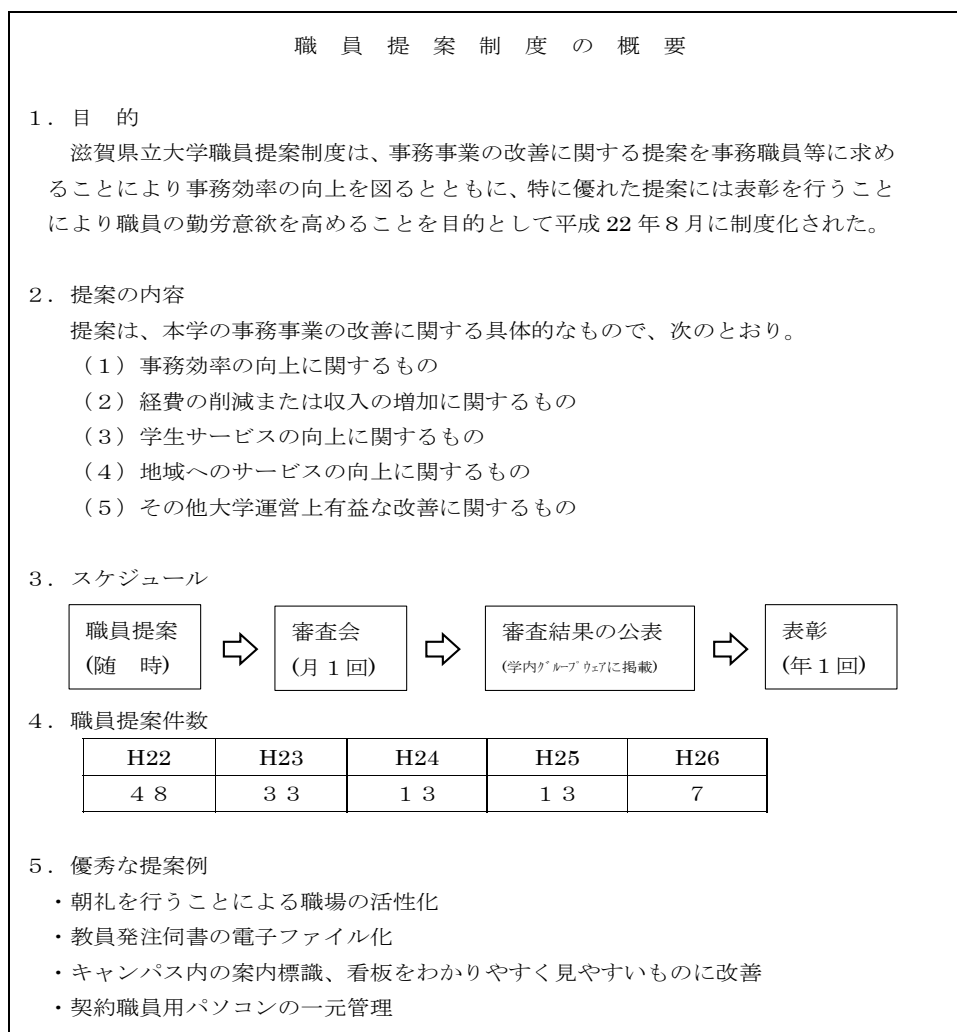 職 員 提 案 制 度 の 概 要
１．目　的
滋賀県立大学職員提案制度は、事務事業の改善に関する提案を事務職員等に求め
ることにより事務効率の向上を図るとともに、特に優れた提案には表彰を行うこと
により職員の勤労意欲を高めることを目的として平成 22 年８月に制度化された。
２．提案の内容
提案は、本学の事務事業の改善に関する具体的なもので、次のとおり。
（１）事務効率の向上に関するもの
（２）経費の削減または収入の増加に関するもの
（３）学生サービスの向上に関するもの
（４）地域へのサービスの向上に関するもの
（５）その他大学運営上有益な改善に関するもの
３．スケジュール
職員提案 ⇨ 審査会 ⇨ 審査結果の公表 ⇨ 表彰
(随　時) (月１回) (学内ｸﾞﾙｰﾌﾟｳｪｱに掲載) (年１回)
４．職員提案件数
H22 H23 H24 H25 H26
４８ ３３ １３ １３ ７
５．優秀な提案例
・朝礼を行うことによる職場の活性化
・教員発注伺書の電子ファイル化
・キャンパス内の案内標識、看板をわかりやすく見やすいものに改善
・契約職員用パソコンの一元管理